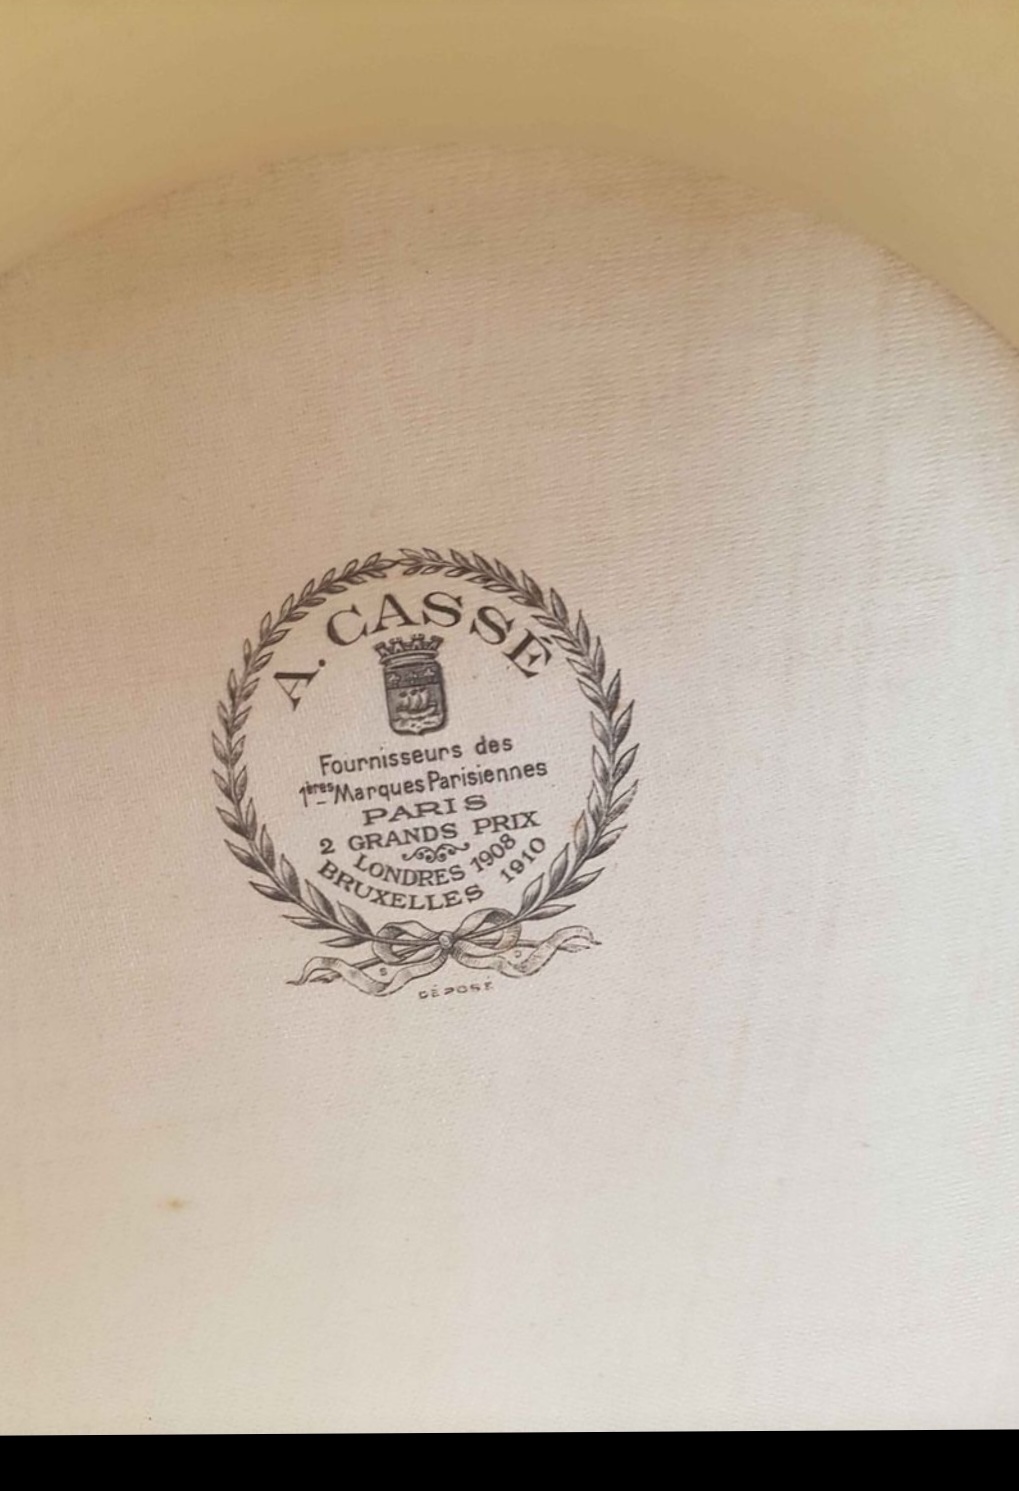 A. CASSÉ
Fournisseurs des
1ères Marques Parisiennes
PARIS
2 GRANDS PRIX
LONDRES 1908
BRUXELLES 1910
DÉPOSÉ